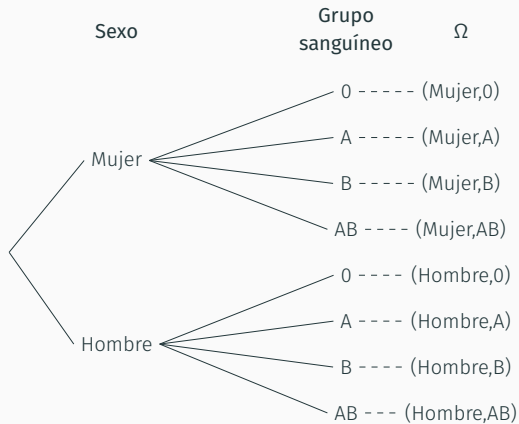 Sexo
Grupo
sanguíneo
Ω
0 (Mujer,0)
A (Mujer,A)
Mujer
B (Mujer,B)
AB (Mujer,AB)
0 (Hombre,0)
A (Hombre,A)
Hombre
B (Hombre,B)
AB (Hombre,AB)